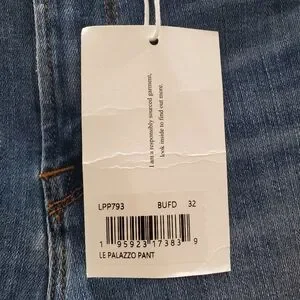 I am a responsibly sourced garment,
look inside to find out more.
LPP793 BUFD 32
1 95923 17383 9
LE PALAZZO PANT